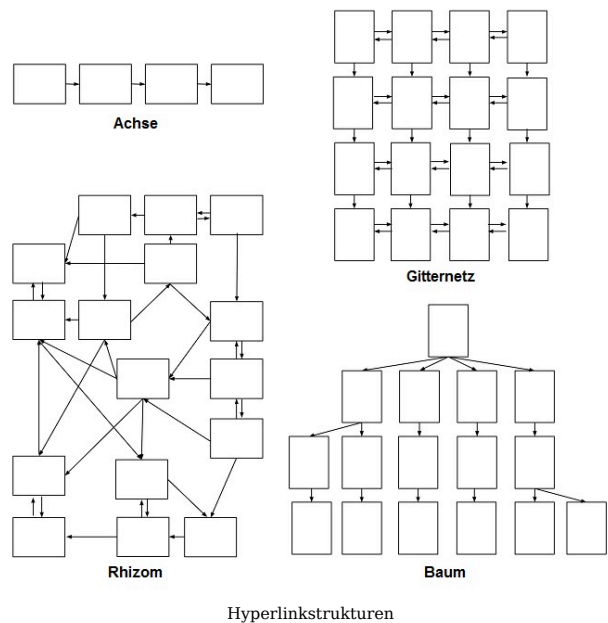 Achse
Gitternetz
Rhizom
Baum
Hyperlinkstrukturen